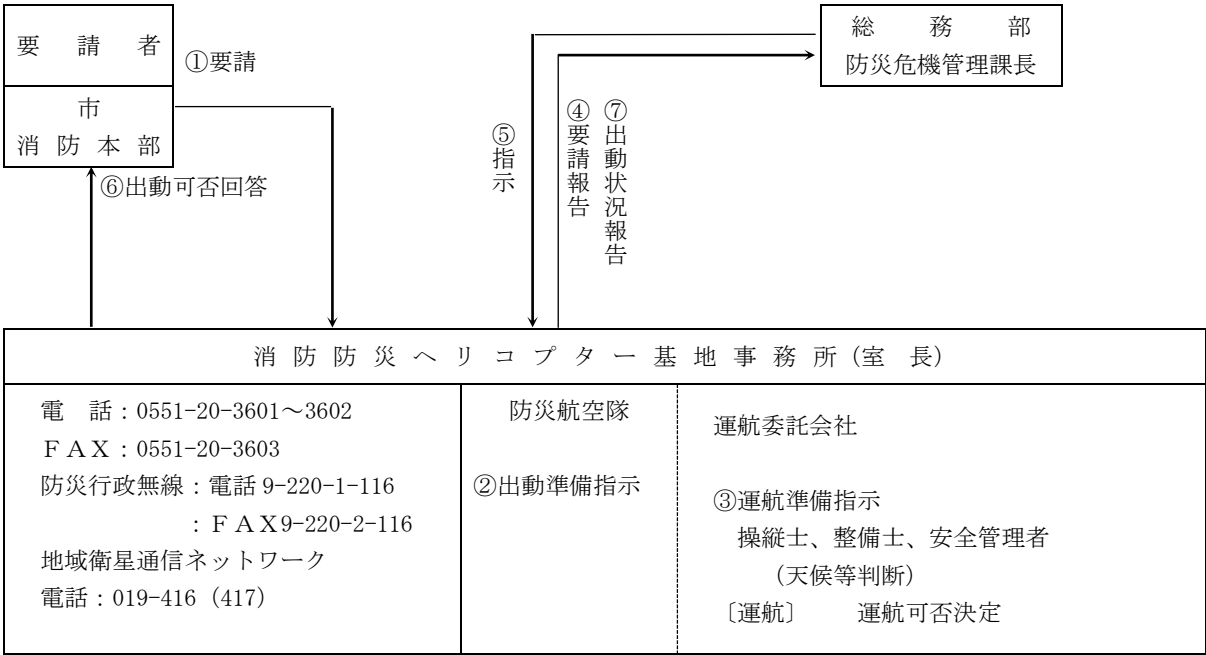 要　請　者
市
消 防 本 部
①要請
⑥出動可否回答
総　務　部
防災危機管理課長
⑤指示
④要請報告
⑦出動状況報告
消 防 防 災 ヘ リ コ プ タ ー 基 地 事 務 所（室　長）
電　話：0551-20-3601～3602
ＦＡＸ：0551-20-3603
防災行政無線：電話 9-220-1-116
：ＦＡＸ9-220-2-116
地域衛星通信ネットワーク
電話：019-416（417）
防災航空隊
②出動準備指示
運航委託会社
③運航準備指示
操縦士、整備士、安全管理者
（天候等判断）
〔運航〕　　運航可否決定